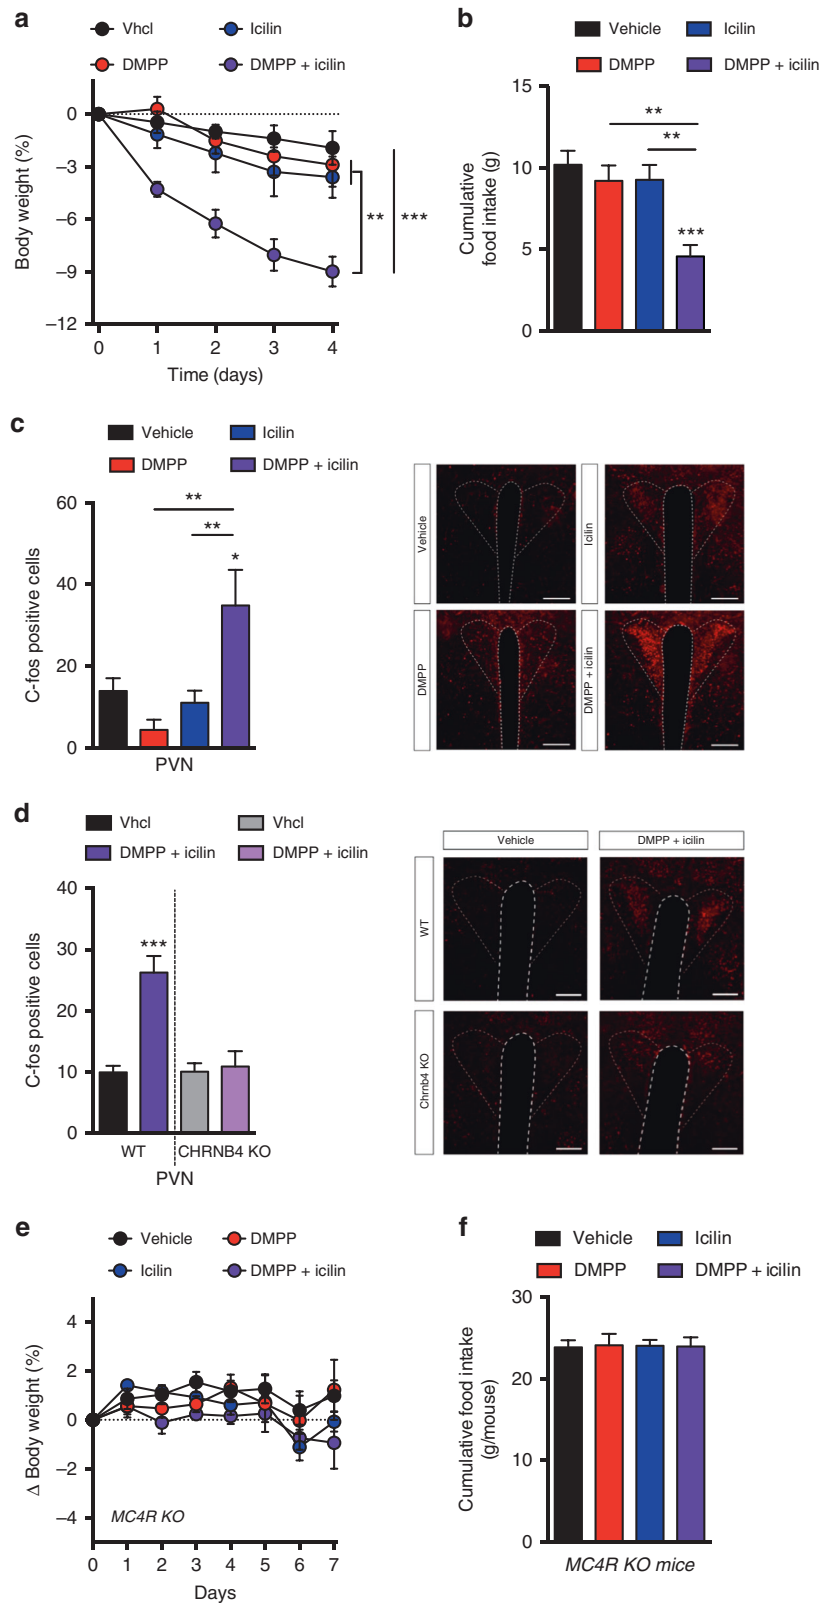 a
Vhcl
Icilin
DMPP
DMPP + icilin
Body weight (%)
0
−3
−6
−9
−12
**
***
0 1 2 3 4
Time (days)
b
Vehicle
Icilin
DMPP
DMPP + icilin
Cumulative
food intake (g)
15
10
5
0
**
**
***
c
Vehicle
Icilin
DMPP
DMPP + icilin
C-fos positive cells
60
40
20
0
**
**
*
PVN
Vehicle
Icilin
DMPP
DMPP + icilin
d
Vhcl
Vhcl
DMPP + icilin
DMPP + icilin
C-fos positive cells
40
30
20
10
0
***
WT
CHRNB4 KO
PVN
Vehicle
DMPP + icilin
WT
Chrnb4 KO
e
Vehicle
DMPP
Icilin
DMPP + icilin
Δ Body weight (%)
4
2
0
−2
−4
MC4R KO
0 1 2 3 4 5 6 7
Days
f
Vehicle
Icilin
DMPP
DMPP + icilin
Cumulative food intake
(g/mouse)
30
20
10
0
MC4R KO mice